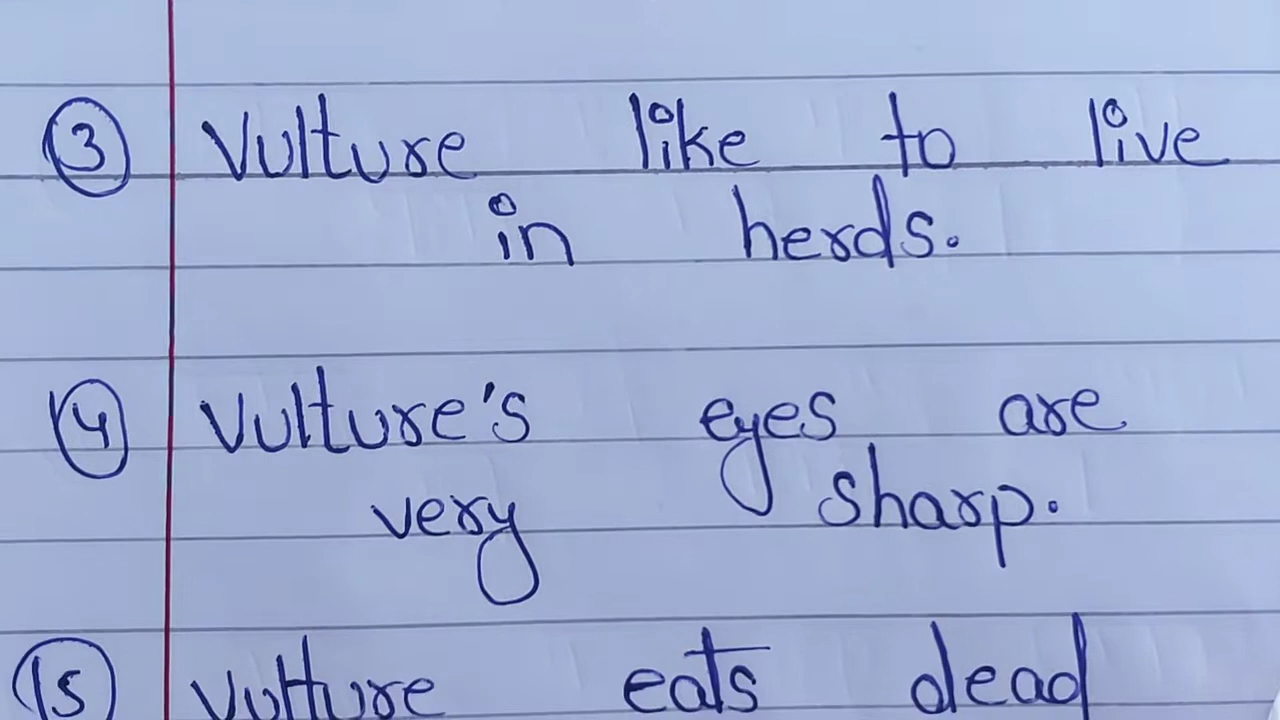 3 Vulture like to live
in herds.
4 Vulture's eyes are
very sharp.
5 Vulture eats dead